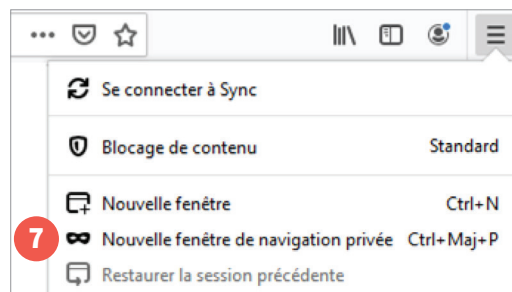 Se connecter à Sync
Blocage de contenu Standard
Nouvelle fenêtre Ctrl+N
7 Nouvelle fenêtre de navigation privée Ctrl+Maj+P
Restaurer la session précédente